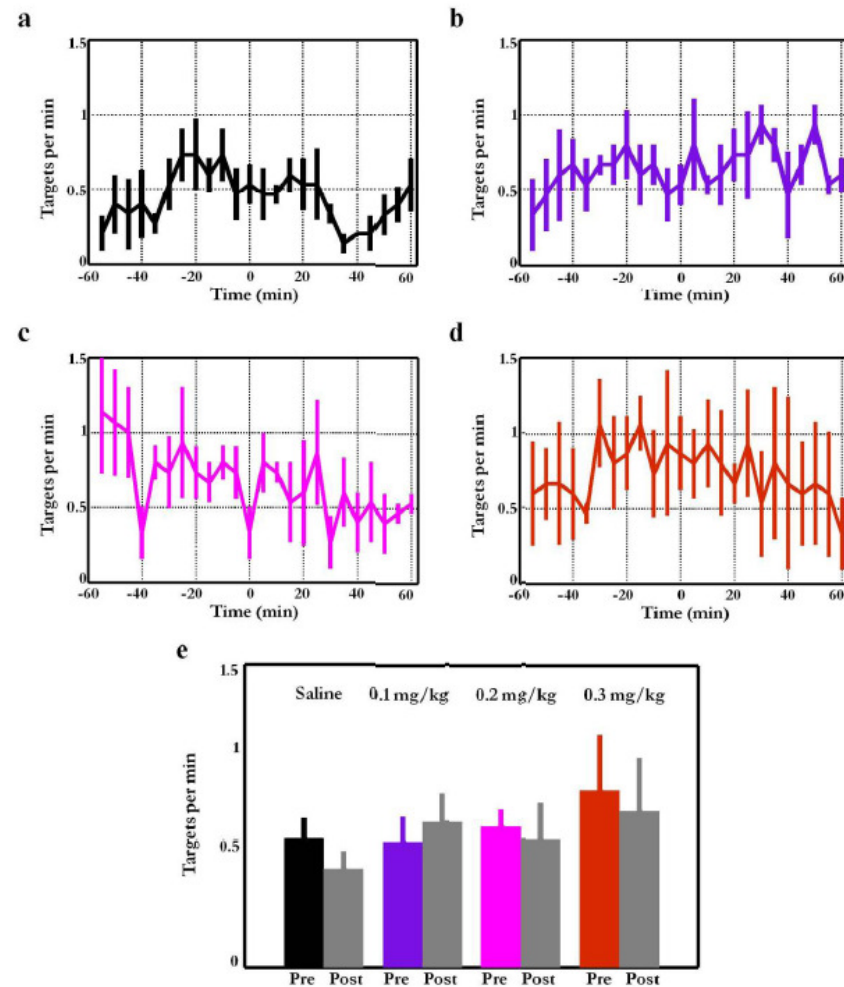 a
b
1.5
1
0.5
0
Targets per min
-60 -40 -20 0 20 40 60
Time (min)
1.5
1
0.5
0
Targets per min
-60 -40 -20 0 20 40 60
Time (min)
c
d
1.5
1
0.5
0
Targets per min
-60 -40 -20 0 20 40 60
Time (min)
1.5
1
0.5
0
Targets per min
-60 -40 -20 0 20 40 60
Time (min)
e
1.5
1
0.5
0
Targets per min
Saline 0.1 mg/kg 0.2 mg/kg 0.3 mg/kg
Pre Post Pre Post Pre Post Pre Post